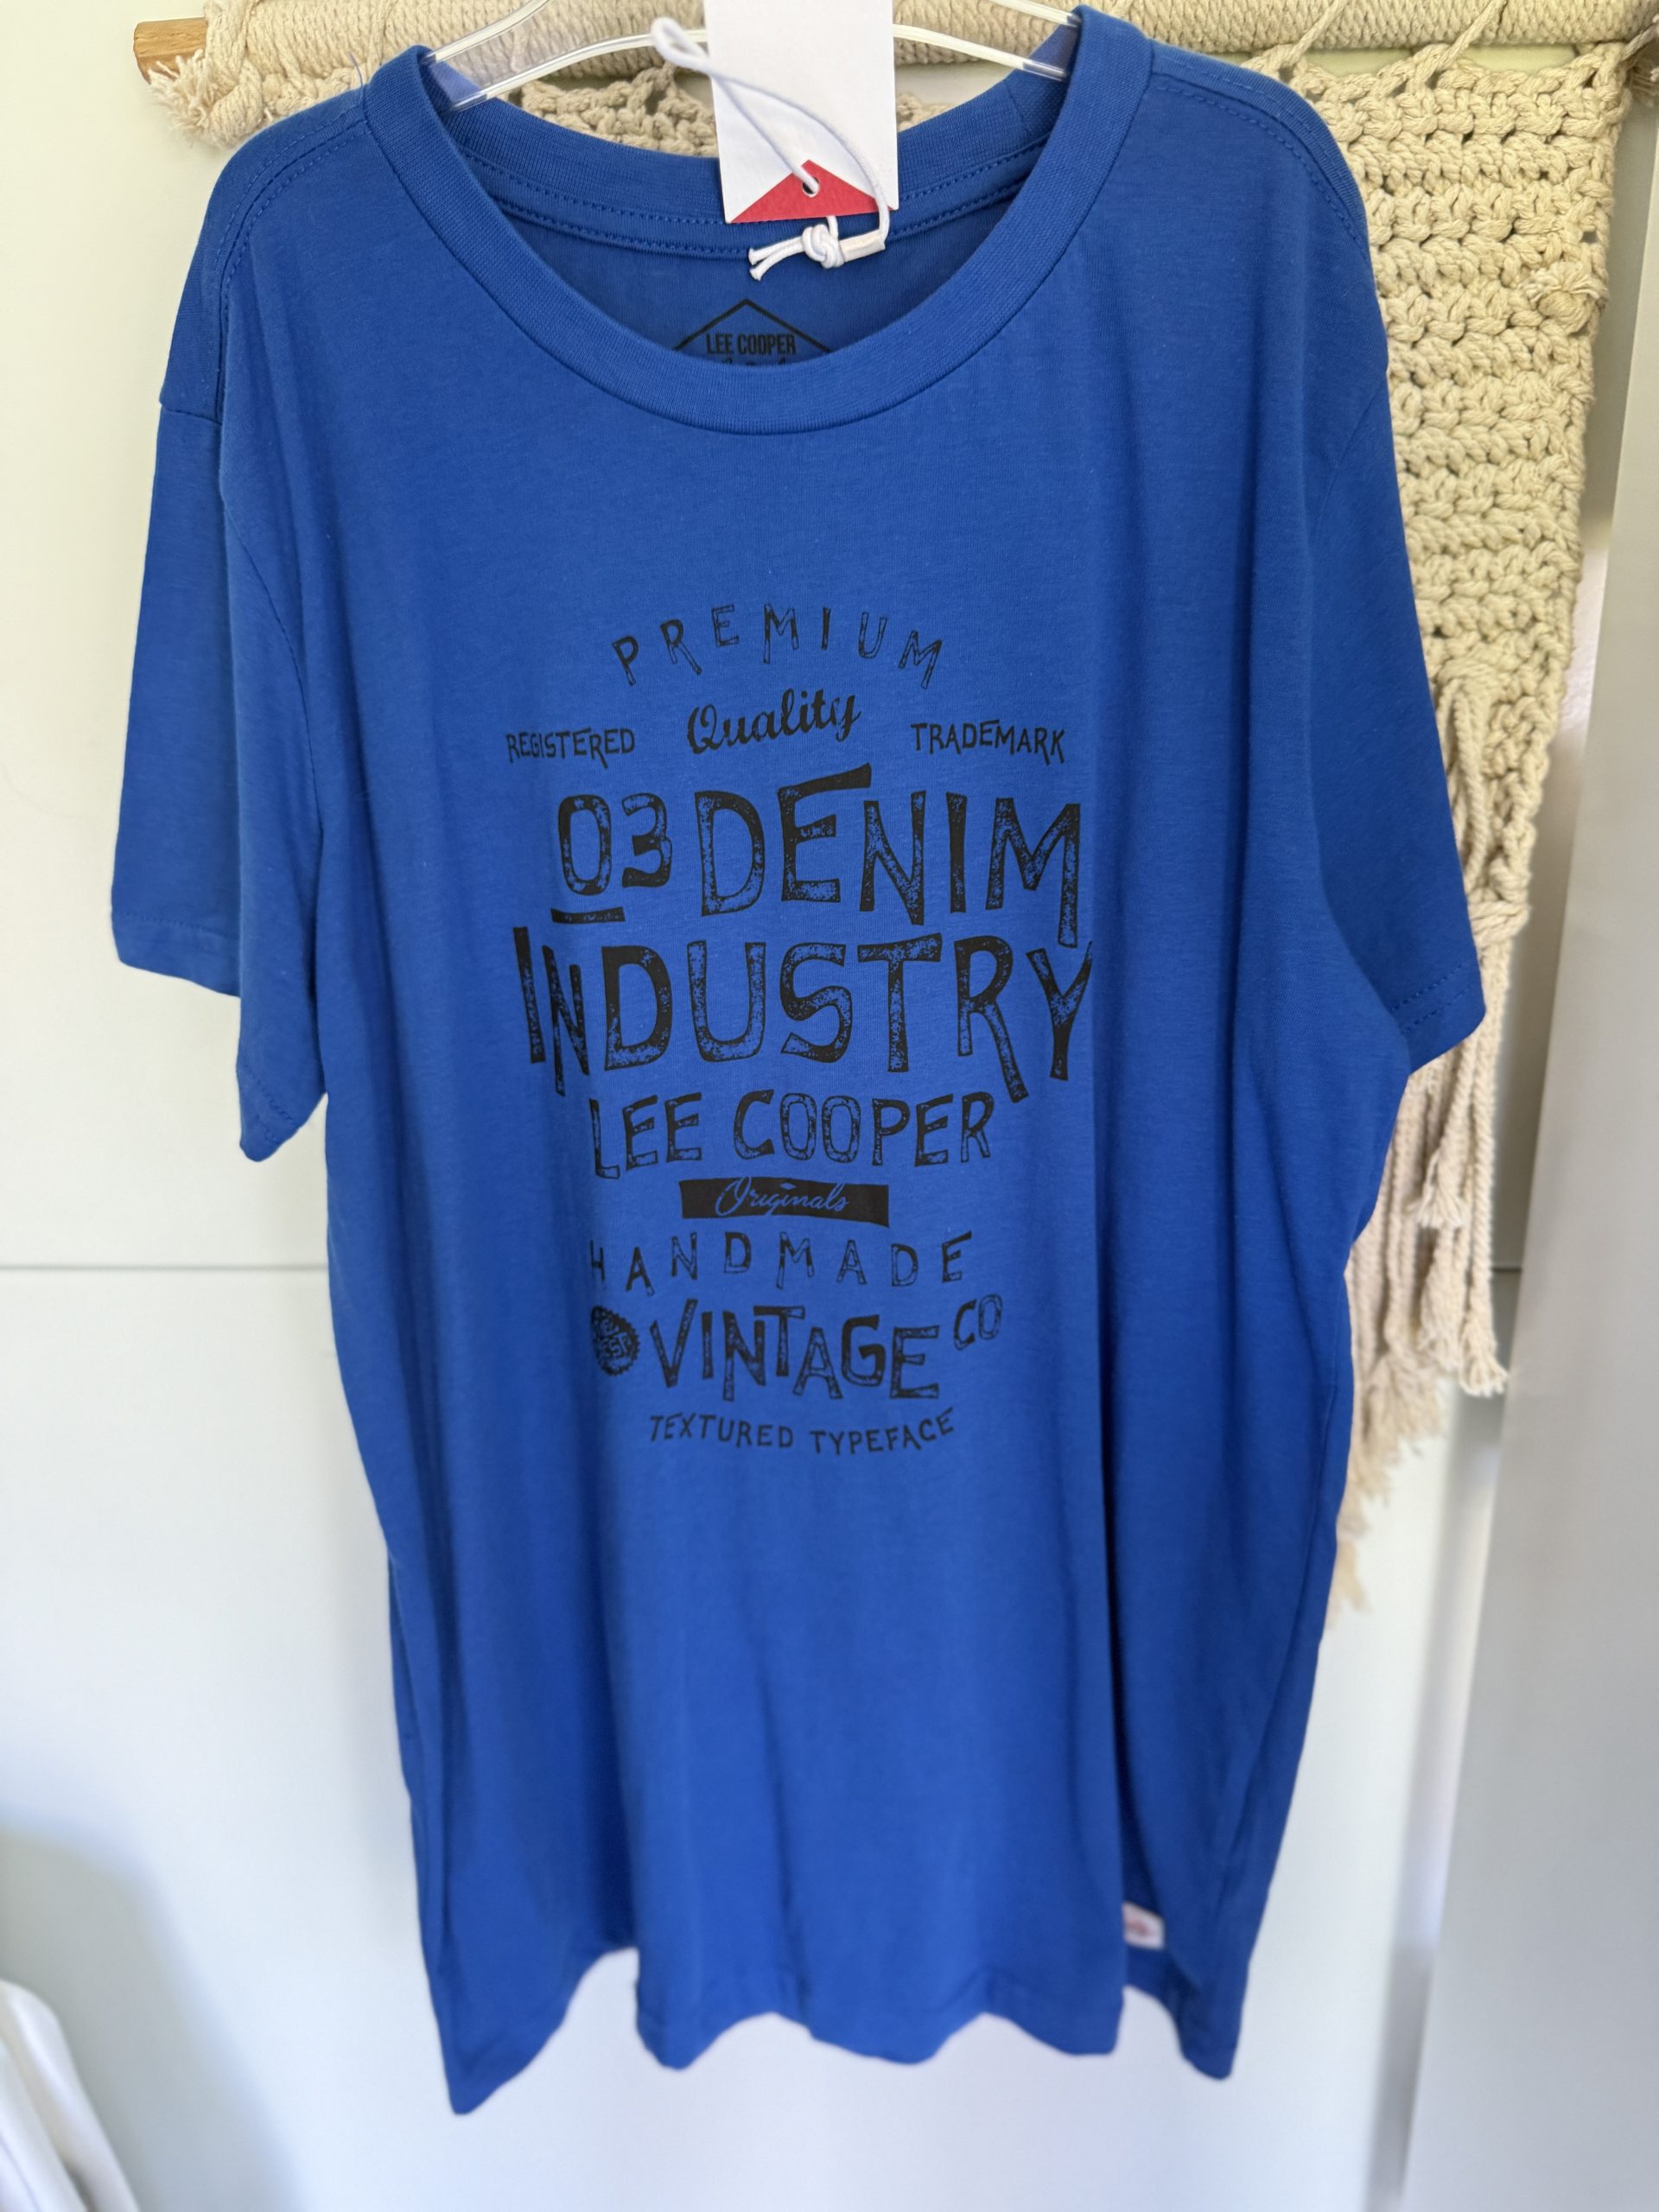 LEE COOPER
PREMIUM
Quality
REGISTERED TRADEMARK
03 DENIM
INDUSTRY
LEE COOPER
Originals
HANDMADE
VINTAGE CO
TEXTURED TYPEFACE